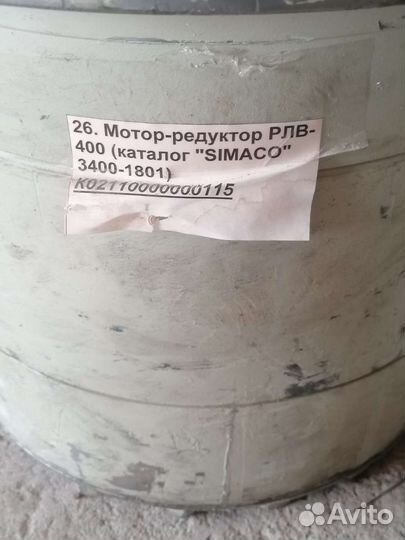 26. Мотор-редуктор РЛВ-
400 (каталог "SIMACO"
3400-1801)
K02110000000115
Avito